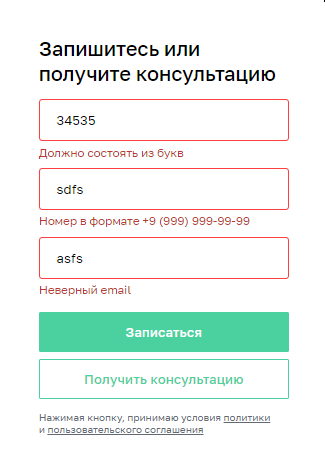 Запишитесь или
получите консультацию
34535
Должно состоять из букв
sdfs
Номер в формате +9 (999) 999-99-99
asfs
Неверный email
Записаться
Получить консультацию
Нажимая кнопку, принимаю условия политики
и пользовательского соглашения